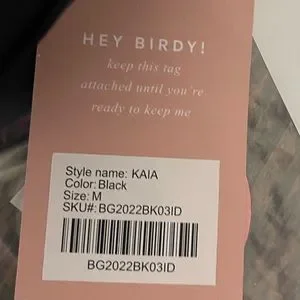 HEY BIRDY!
keep this tag
attached until you're
ready to keep me
Style name: KAIA
Color: Black
Size: M
SKU#: BG2022BK03ID
BG2022BK03ID